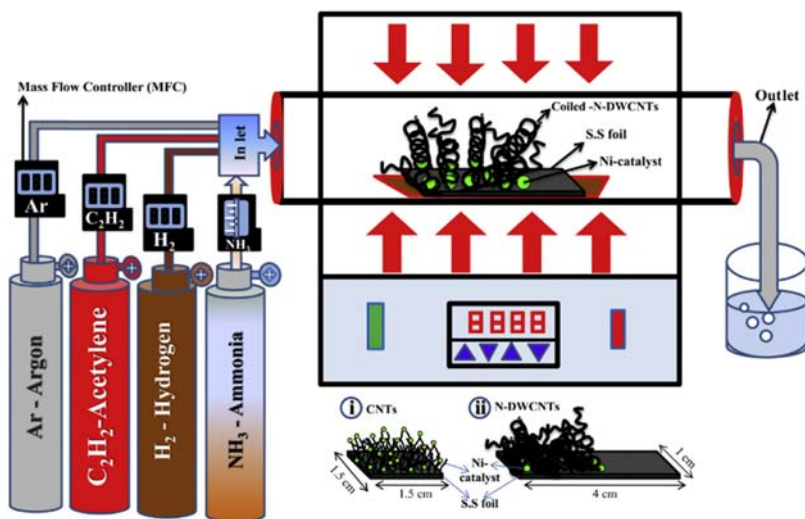 Mass Flow Controller (MFC)
Ar
C₂H₂
H₂
NH₃
In let
Coiled -N-DWCNTs
S.S foil
Ni-catalyst
Outlet
Ar - Argon
C₂H₂-Acetylene
H₂ - Hydrogen
NH₃ - Ammonia
8888
i CNTs
ii N-DWCNTs
1.5 cm
1.5 cm
Ni-
catalyst
S.S foil
4 cm
1 cm